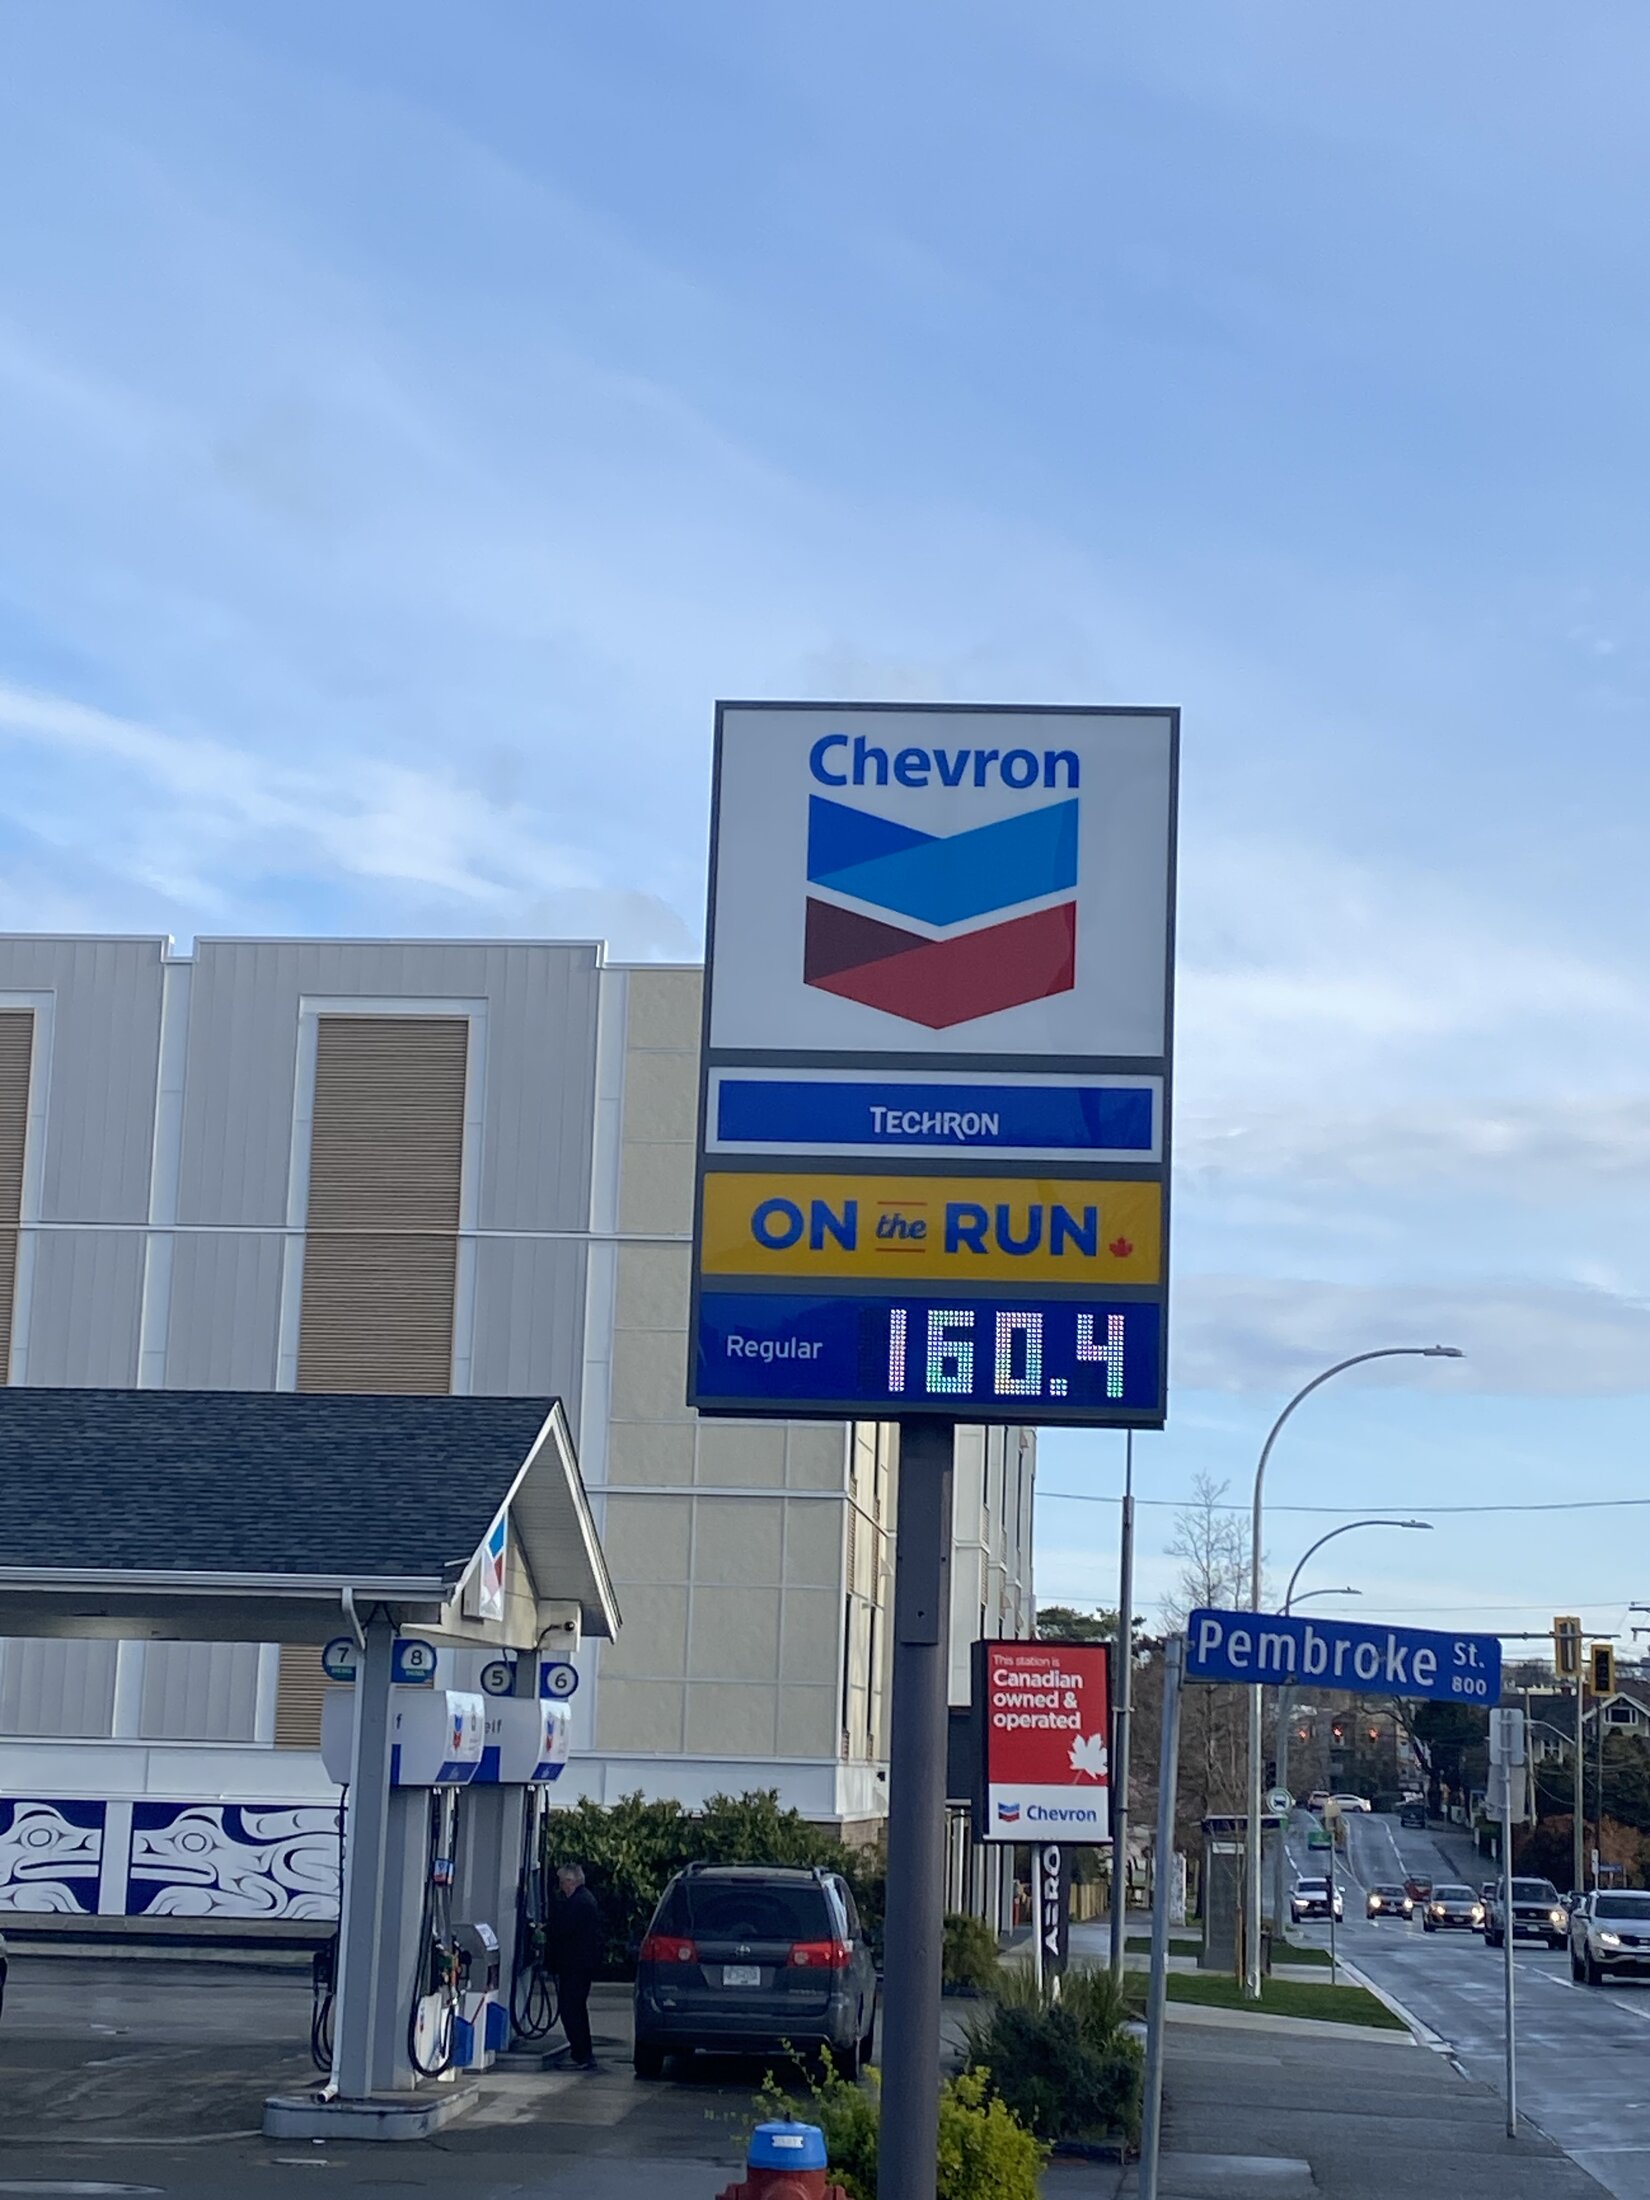 Chevron
TECHRON
ON the RUN
Regular 160.4
7
8
5
6
Pembroke St.
800
This station is
Canadian
owned &
operated
Chevron